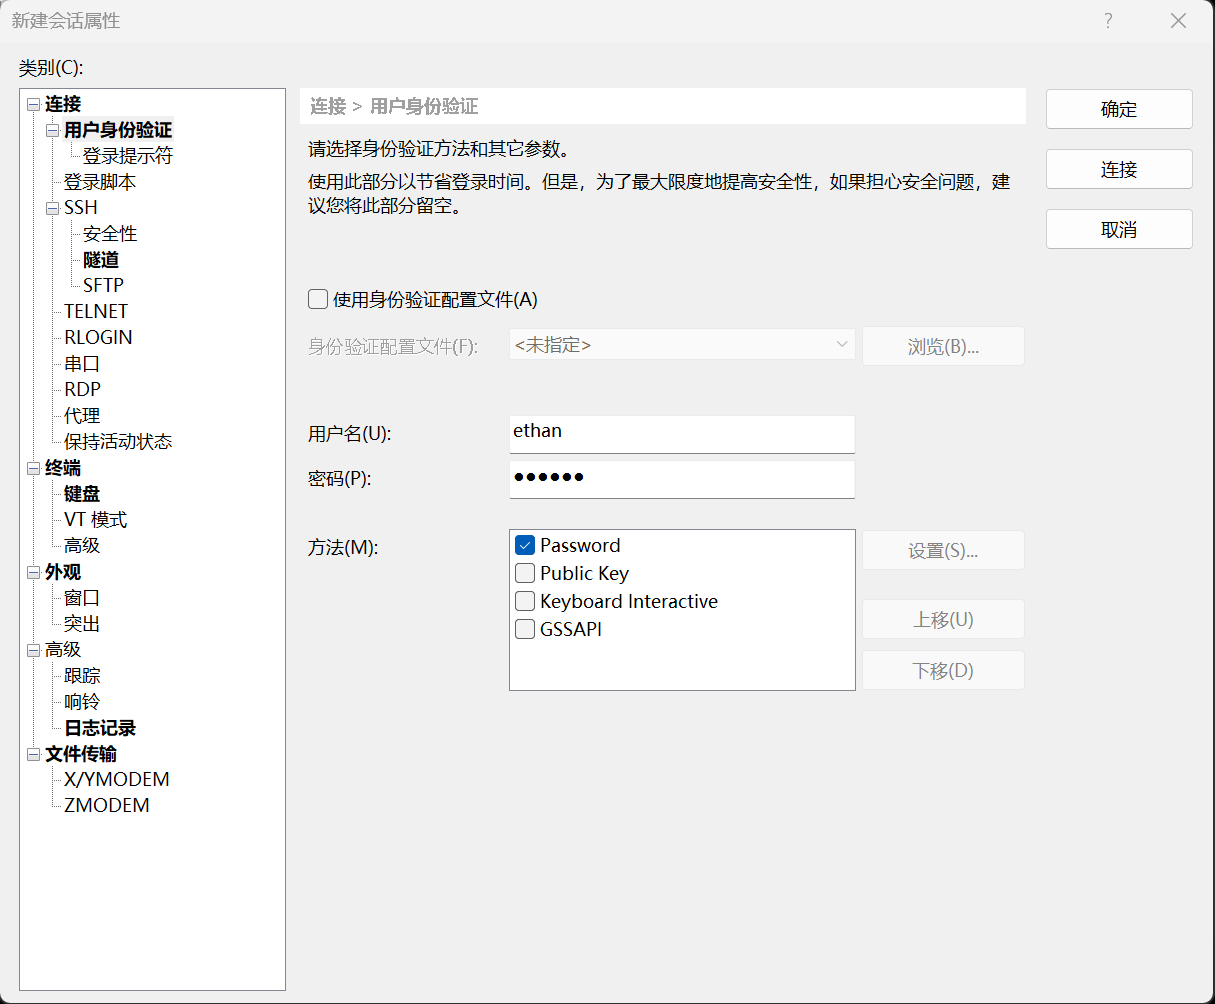 新建会话属性
类别(C):
连接
用户身份验证
登录提示符
登录脚本
SSH
安全性
隧道
SFTP
TELNET
RLOGIN
串口
RDP
代理
保持活动状态
终端
键盘
VT 模式
高级
外观
窗口
突出
高级
跟踪
响铃
日志记录
文件传输
X/YMODEM
ZMODEM
连接 > 用户身份验证
请选择身份验证方法和其它参数。
使用此部分以节省登录时间。但是，为了最大限度地提高安全性，如果担心安全问题，建
议您将此部分留空。
使用身份验证配置文件(A)
身份验证配置文件(F):
<未指定>
浏览(B)...
用户名(U):
ethan
密码(P):
●●●●●●
方法(M):
Password
Public Key
Keyboard Interactive
GSSAPI
设置(S)...
上移(U)
下移(D)
确定
连接
取消